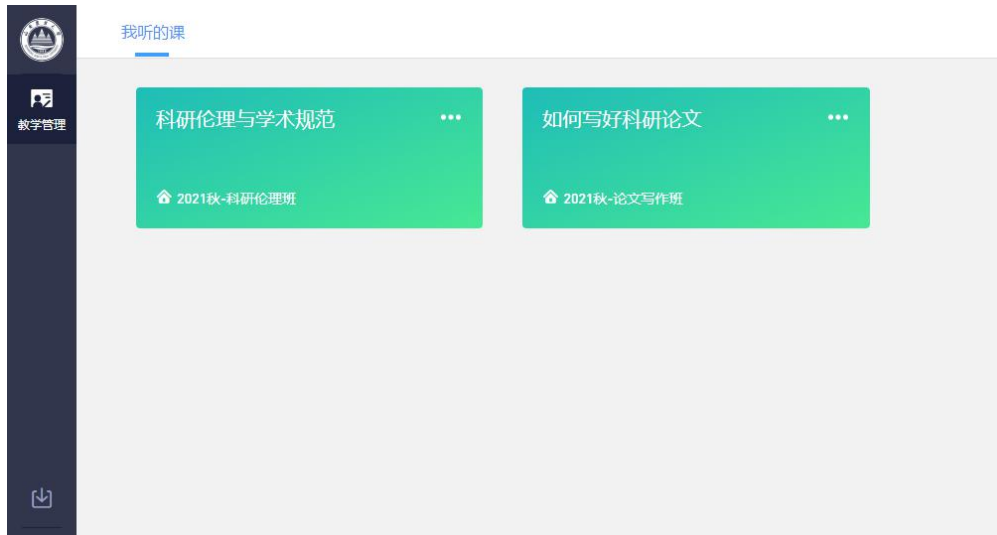 我听的课
教学管理
科研伦理与学术规范
2021秋-科研伦理班
如何写好科研论文
2021秋-论文写作班